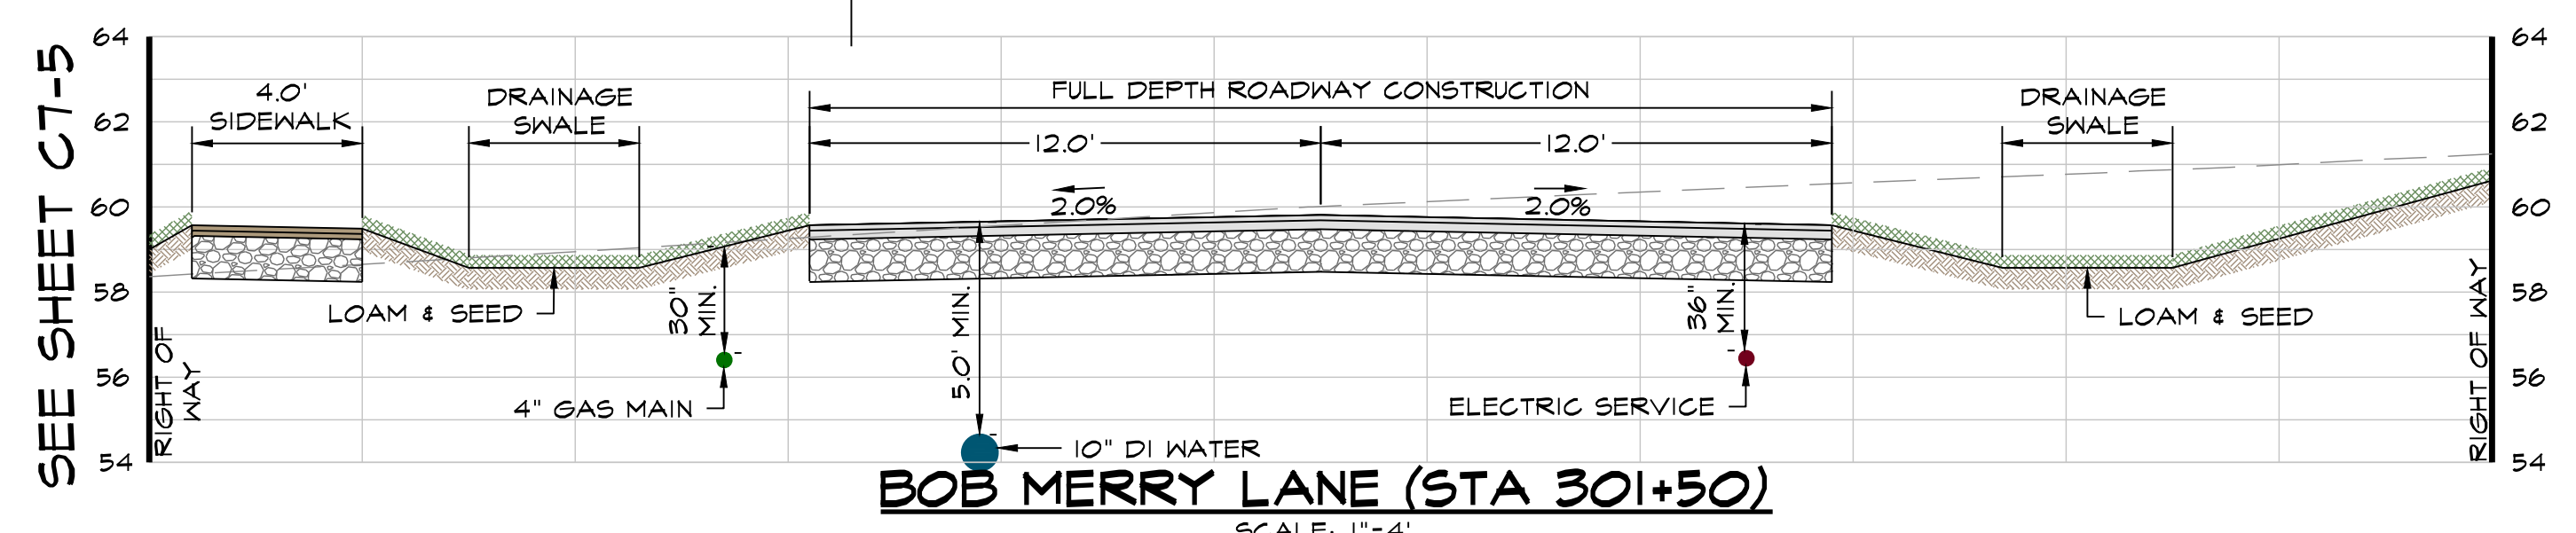 SEE SHEET C7-5
64
62
60
58
56
54
4.0'
SIDEWALK
DRAINAGE
SWALE
FULL DEPTH ROADWAY CONSTRUCTION
12.0'
12.0'
2.0%
2.0%
DRAINAGE
SWALE
64
62
60
58
56
54
LOAM & SEED
30"
MIN.
5.0' MIN.
36"
MIN.
LOAM & SEED
RIGHT OF
WAY
RIGHT OF WAY
4" GAS MAIN
ELECTRIC SERVICE
10" DI WATER
BOB MERRY LANE (STA 301+50)
SCALE: 1"=4'